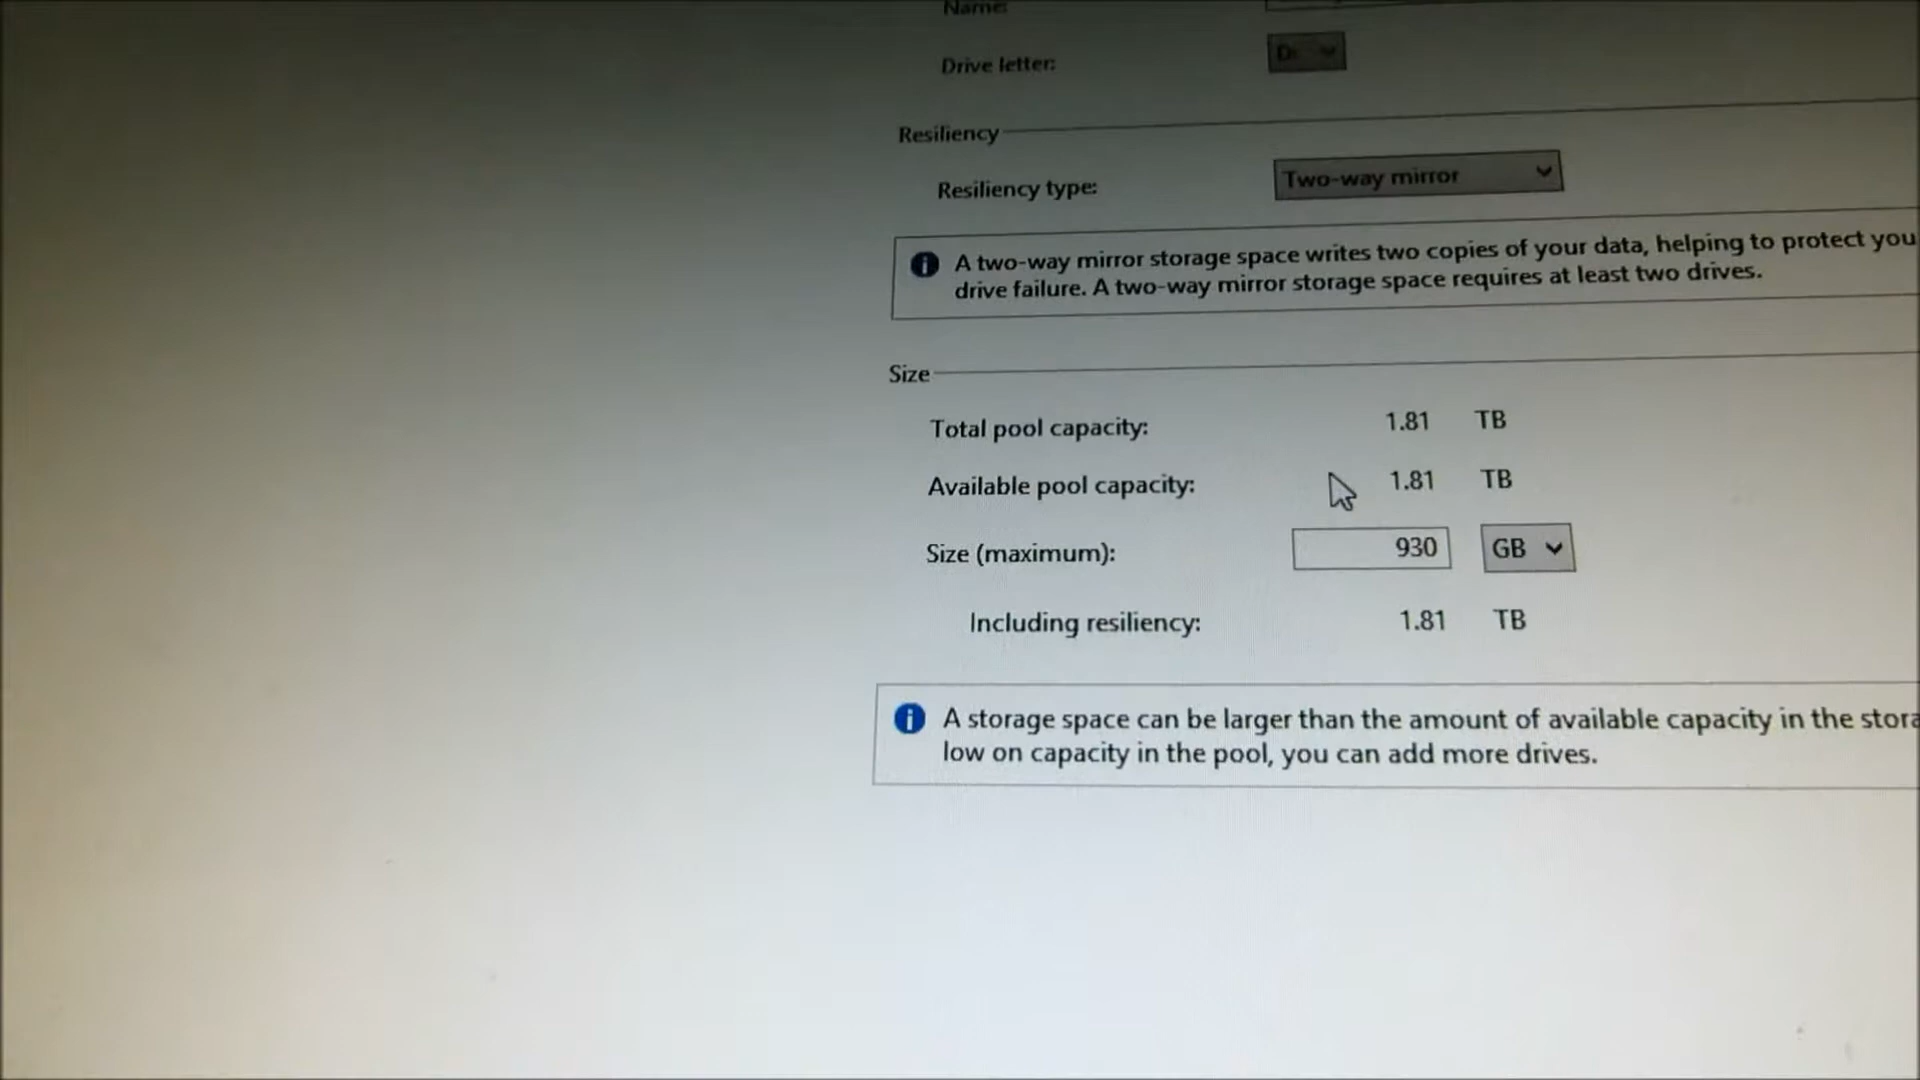 Name:
Drive letter: D:
Resiliency
Resiliency type: Two-way mirror
A two-way mirror storage space writes two copies of your data, helping to protect you
drive failure. A two-way mirror storage space requires at least two drives.
Size
Total pool capacity: 1.81 TB
Available pool capacity: 1.81 TB
Size (maximum): 930 GB
Including resiliency: 1.81 TB
A storage space can be larger than the amount of available capacity in the stora
low on capacity in the pool, you can add more drives.